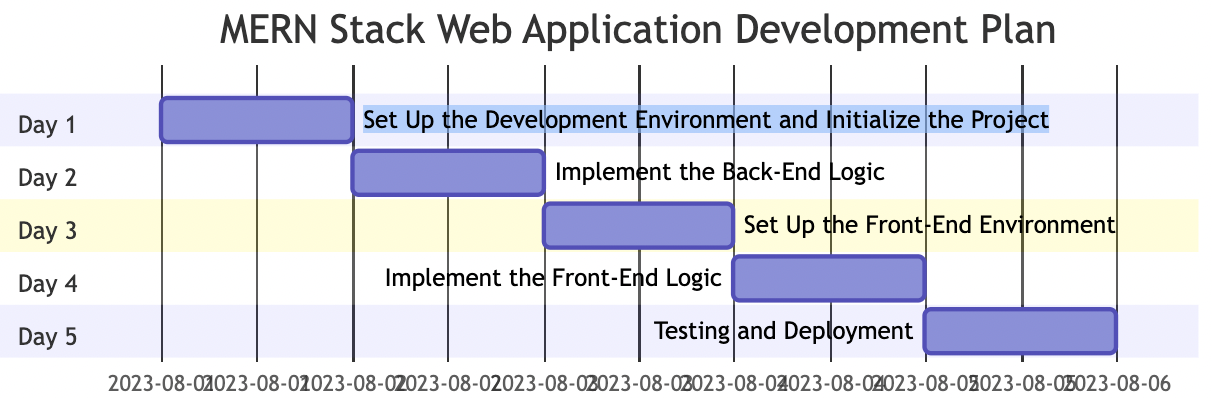 MERN Stack Web Application Development Plan
Day 1
Set Up the Development Environment and Initialize the Project
Day 2
Implement the Back-End Logic
Day 3
Set Up the Front-End Environment
Day 4
Implement the Front-End Logic
Day 5
Testing and Deployment
2023-08-01 2023-08-01 2023-08-02 2023-08-02 2023-08-03 2023-08-03 2023-08-04 2023-08-04 2023-08-05 2023-08-05 2023-08-06